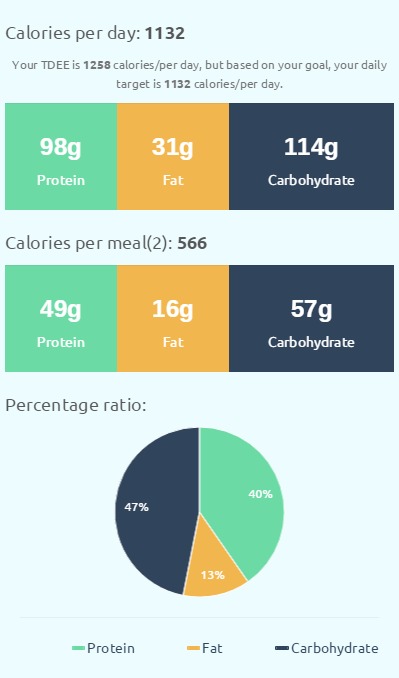 Calories per day: 1132
Your TDEE is 1258 calories/per day, but based on your goal, your daily
target is 1132 calories/per day.
98g 31g 114g
Protein Fat Carbohydrate
Calories per meal(2): 566
49g 16g 57g
Protein Fat Carbohydrate
Percentage ratio:
47% 40%
13%
Protein Fat Carbohydrate